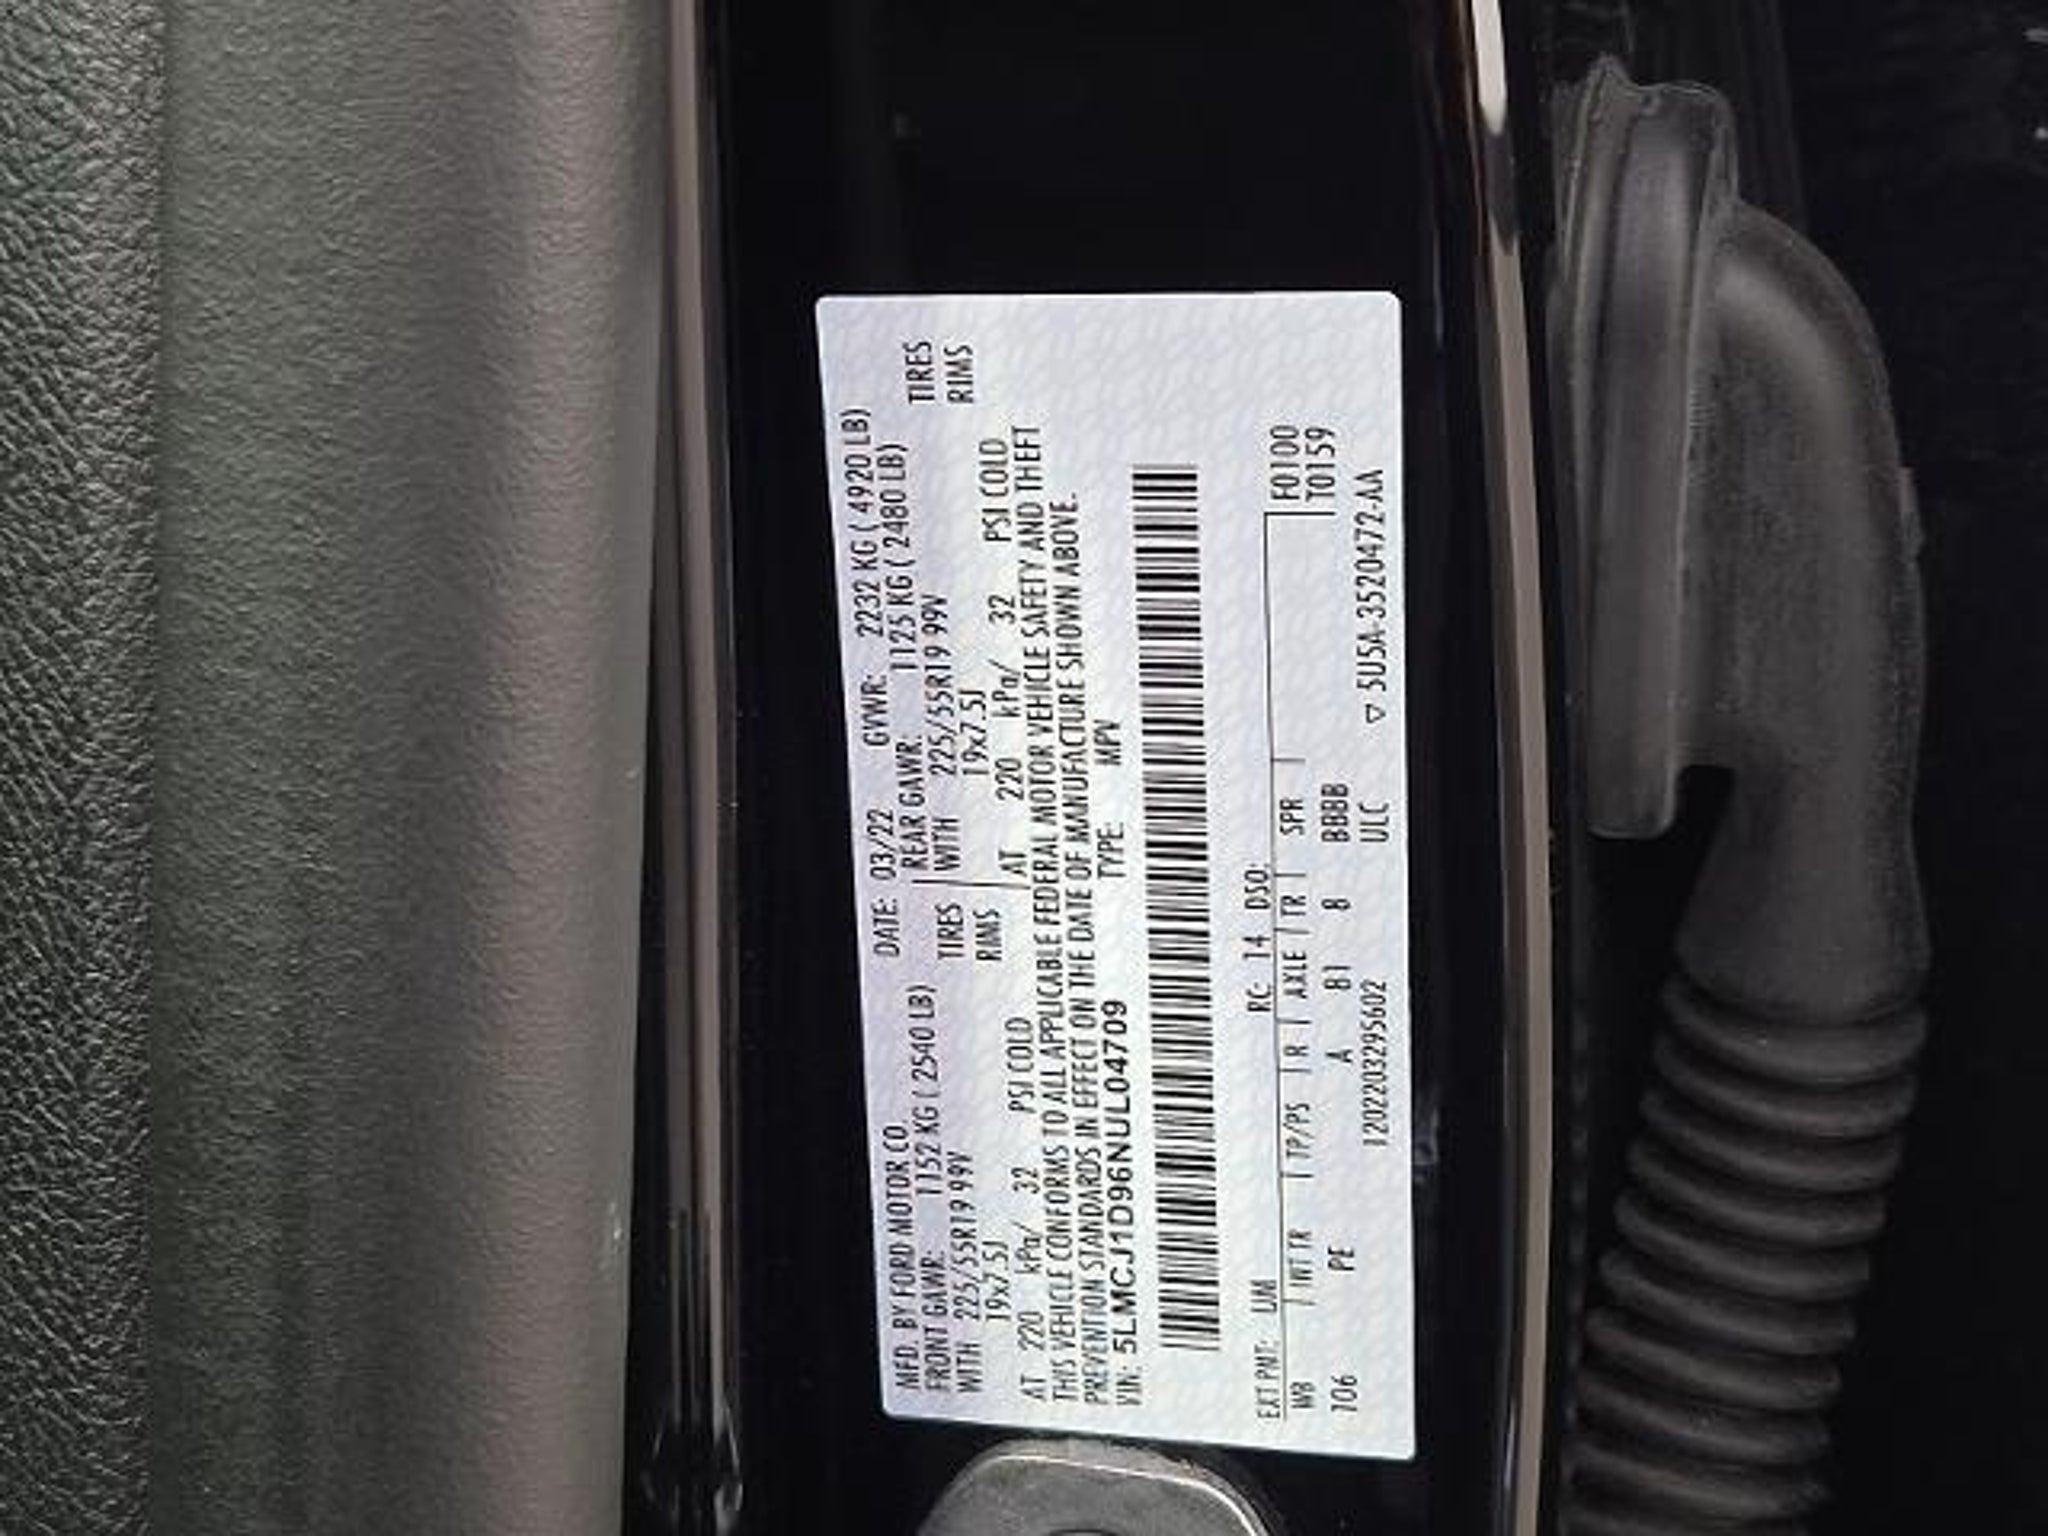 MFD. BY FORD MOTOR CO. DATE: 03/22 GVWR: 2232 KG ( 4920 LB)
FRONT GAWR: 1152 KG ( 2540 LB) REAR GAWR: 1125 KG ( 2480 LB)
WITH 225/55R19 99V TIRES WITH 225/55R19 99V TIRES
19x7.5J RIMS 19x7.5J RIMS
AT 220 kPa/ 32 PSI COLD AT 220 kPa/ 32 PSI COLD
THIS VEHICLE CONFORMS TO ALL APPLICABLE FEDERAL MOTOR VEHICLE SAFETY AND THEFT
PREVENTION STANDARDS IN EFFECT ON THE DATE OF MANUFACTURE SHOWN ABOVE.
VIN: 5LMCJ1D96NUL04709 TYPE: MPV
EXT PNT: UM RC: 14 DSO: F0100
WB / INT TR / TP/PS / R / AXLE / TR / SPR T0159
106 PE A 81 8 BBBB
1202203295602 ULC ▽ 5U5A-3520472-AA